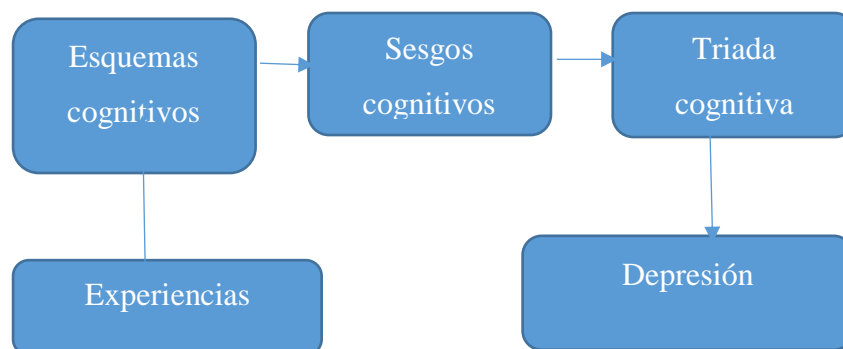 Esquemas
cognitivos
Sesgos
cognitivos
Triada
cognitiva
Experiencias
Depresión